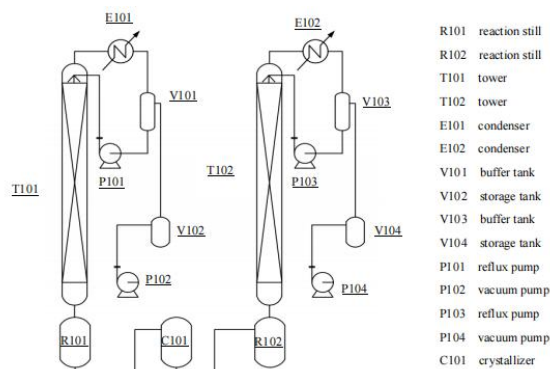 E101
E102
V101
V103
P101
P103
T101
T102
V102
V104
P102
P104
R101
C101
R102
R101 reaction still
R102 reaction still
T101 tower
T102 tower
E101 condenser
E102 condenser
V101 buffer tank
V102 storage tank
V103 buffer tank
V104 storage tank
P101 reflux pump
P102 vacuum pump
P103 reflux pump
P104 vacuum pump
C101 crystallizer